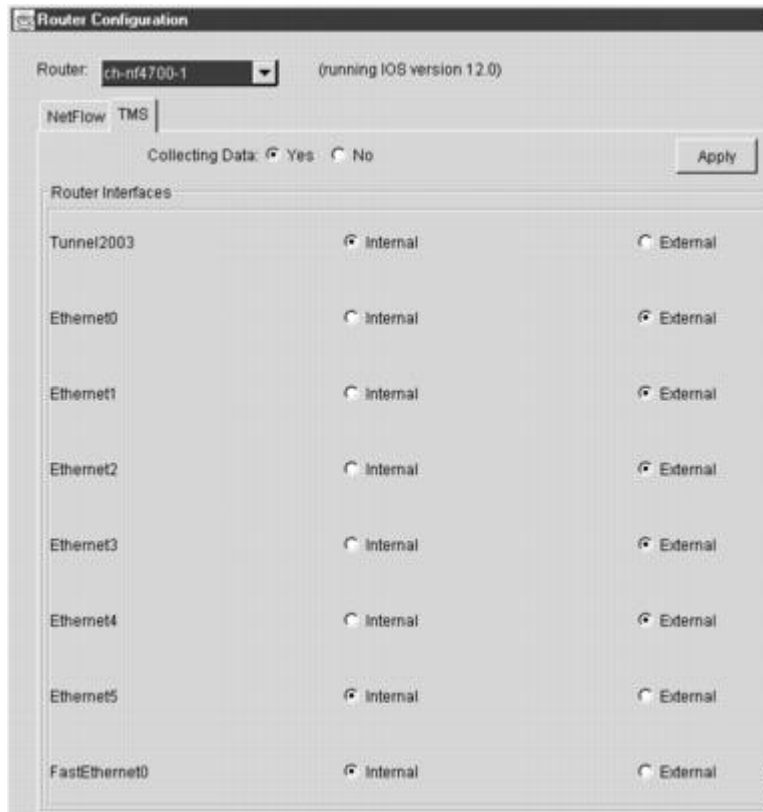 Router Configuration
Router: ch-nf4700-1 (running IOS version 12.0)
NetFlow TMS
Collecting Data: Yes No Apply
Router Interfaces
Tunnel2003 Internal External
Ethernet0 Internal External
Ethernet1 Internal External
Ethernet2 Internal External
Ethernet3 Internal External
Ethernet4 Internal External
Ethernet5 Internal External
FastEthernet0 Internal External